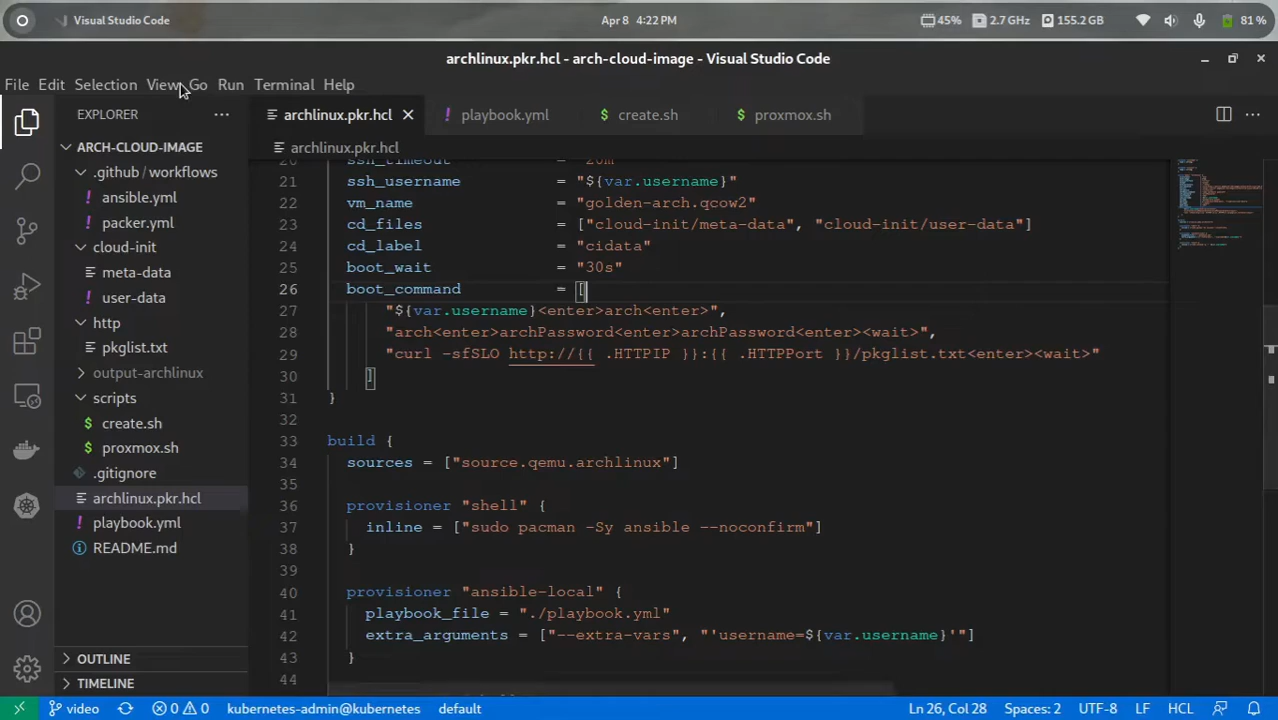 Visual Studio Code
Apr 8 4:22 PM
45%
2.7 GHz
155.2 GB
81 %
archlinux.pkr.hcl - arch-cloud-image - Visual Studio Code
File Edit Selection View Go Run Terminal Help
EXPLORER
ARCH-CLOUD-IMAGE
.github/workflows
ansible.yml
packer.yml
cloud-init
meta-data
user-data
http
pkglist.txt
output-archlinux
scripts
create.sh
proxmox.sh
.gitignore
archlinux.pkr.hcl
playbook.yml
README.md
OUTLINE
TIMELINE
archlinux.pkr.hcl
playbook.yml
create.sh
proxmox.sh
archlinux.pkr.hcl
20 ssh_timeout = "20m"
21 ssh_username = "${var.username}"
22 vm_name = "golden-arch.qcow2"
23 cd_files = ["cloud-init/meta-data", "cloud-init/user-data"]
24 cd_label = "cidata"
25 boot_wait = "30s"
26 boot_command = [
27 "${var.username}<enter>arch<enter>",
28 "arch<enter>archPassword<enter>archPassword<enter><wait>",
29 "curl -sfSLO http://{{ .HTTPIP }}:{{ .HTTPPort }}/pkglist.txt<enter><wait>"
30 ]
31 }
32
33 build {
34 sources = ["source.qemu.archlinux"]
35
36 provisioner "shell" {
37 inline = ["sudo pacman -Sy ansible --noconfirm"]
38 }
39
40 provisioner "ansible-local" {
41 playbook_file = "./playbook.yml"
42 extra_arguments = ["--extra-vars", "'username=${var.username}'"]
43 }
44
video
0 0
kubernetes-admin@kubernetes
default
Ln 26, Col 28
Spaces: 2
UTF-8
LF
HCL